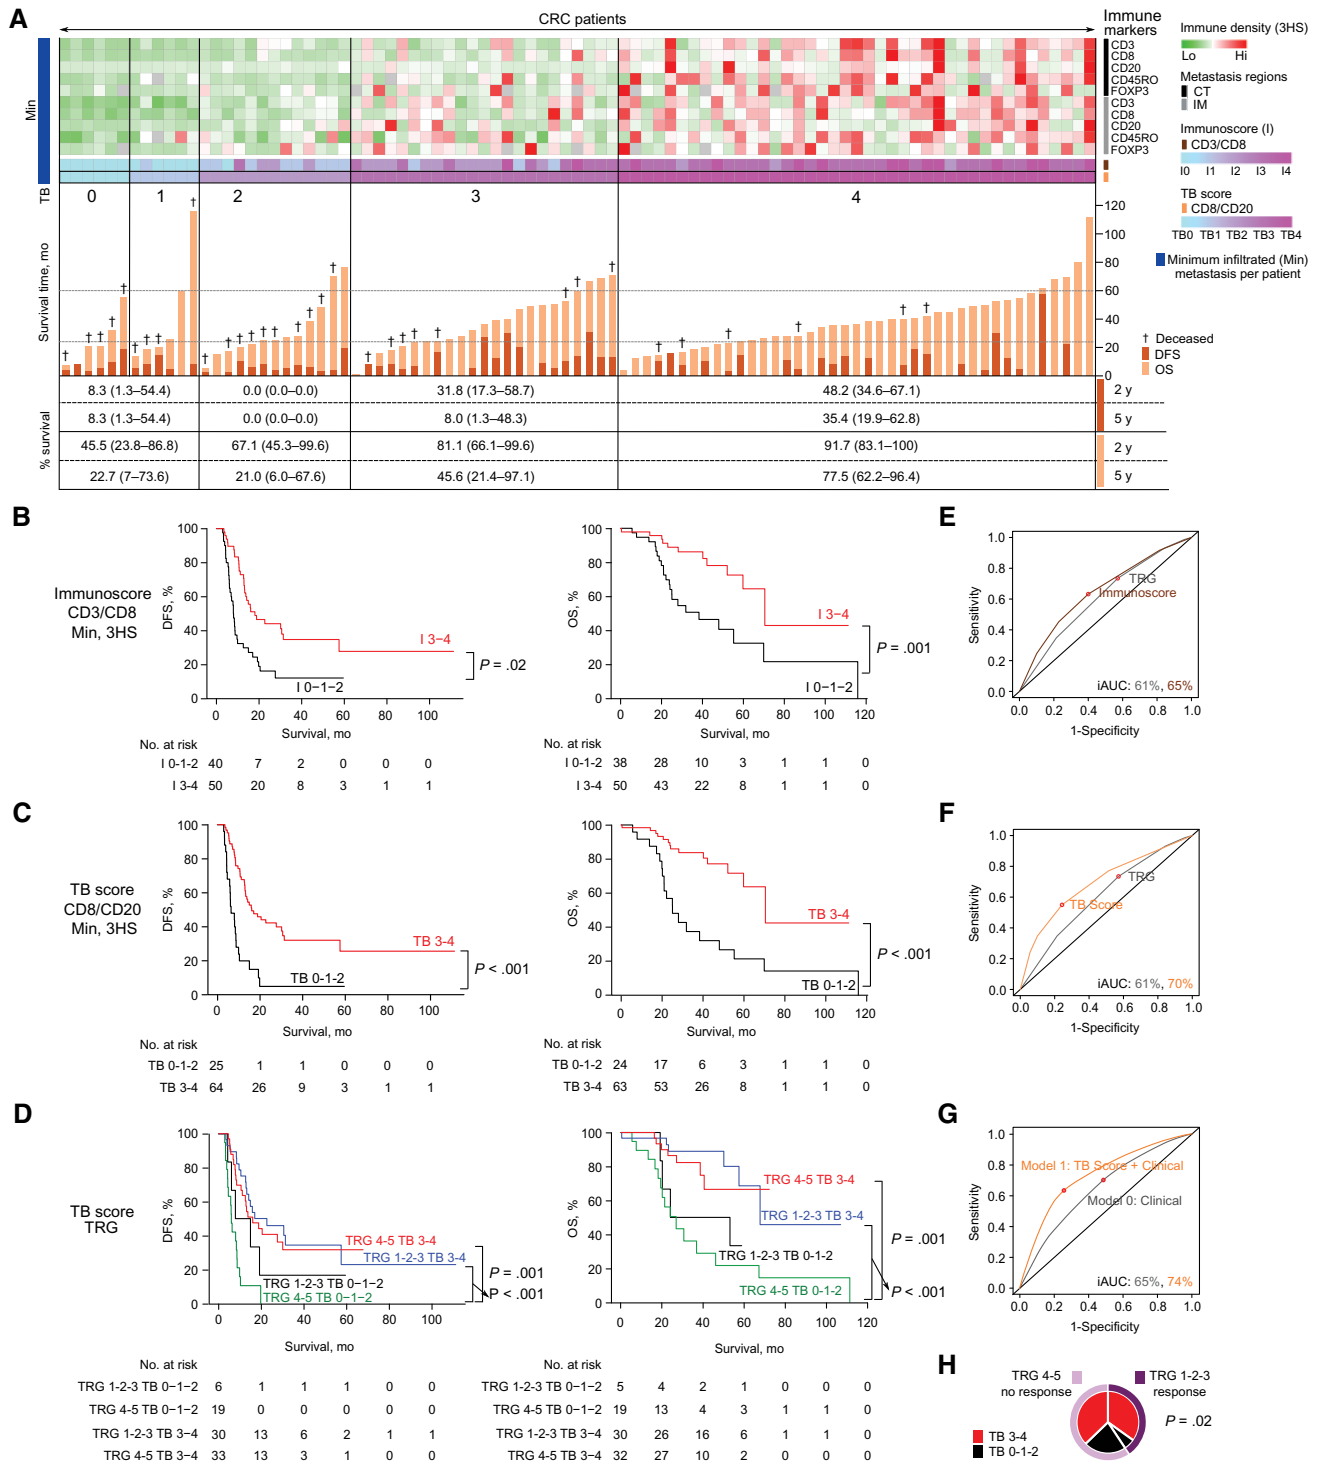 A
CRC patients
Immune
markers
Min
CD3
CD8
CD20
CD45RO
FOXP3
CD3
CD8
CD20
CD45RO
FOXP3
Immune density (3HS)
Lo Hi
Metastasis regions
CT
IM
Immunoscore (I)
CD3/CD8
I0 I1 I2 I3 I4
TB score
CD8/CD20
TB0 TB1 TB2 TB3 TB4
Minimum infiltrated (Min)
metastasis per patient
TB
0 1 2 3 4
Survival time, mo
120
100
80
60
40
20
0
† † † † † † † † † † † † † † † † † † † † † † † † † † † † † † † †
† Deceased
DFS
OS
% survival
8.3 (1.3–54.4) 0.0 (0.0–0.0) 31.8 (17.3–58.7) 48.2 (34.6–67.1) 2 y
8.3 (1.3–54.4) 0.0 (0.0–0.0) 8.0 (1.3–48.3) 35.4 (19.9–62.8) 5 y
45.5 (23.8–86.8) 67.1 (45.3–99.6) 81.1 (66.1–99.6) 91.7 (83.1–100) 2 y
22.7 (7–73.6) 21.0 (6.0–67.6) 45.6 (21.4–97.1) 77.5 (62.2–96.4) 5 y
B
Immunoscore
CD3/CD8
Min, 3HS
DFS, %
100
80
60
40
20
0
I 3−4
I 0−1−2
P = .02
0 20 40 60 80 100
Survival, mo
OS, %
100
80
60
40
20
0
I 3−4
I 0−1−2
P = .001
0 20 40 60 80 100 120
Survival, mo
No. at risk
I 0-1-2 40 7 2 0 0 0
I 3-4 50 20 8 3 1 1
No. at risk
I 0-1-2 38 28 10 3 1 1 0
I 3-4 50 43 22 8 1 1 0
E
Sensitivity
1.0
0.8
0.6
0.4
0.2
0.0
TRG
Immunoscore
iAUC: 61%, 65%
0.0 0.2 0.4 0.6 0.8 1.0
1-Specificity
C
TB score
CD8/CD20
Min, 3HS
DFS, %
100
80
60
40
20
0
TB 3-4
TB 0-1-2
P < .001
0 20 40 60 80 100
Survival, mo
OS, %
100
80
60
40
20
0
TB 3-4
TB 0-1-2
P < .001
0 20 40 60 80 100 120
Survival, mo
No. at risk
TB 0-1-2 25 1 1 0 0 0
TB 3-4 64 26 9 3 1 1
No. at risk
TB 0-1-2 24 17 6 3 1 1 0
TB 3-4 63 53 26 8 1 1 0
F
Sensitivity
1.0
0.8
0.6
0.4
0.2
0.0
TRG
TB Score
iAUC: 61%, 70%
0.0 0.2 0.4 0.6 0.8 1.0
1-Specificity
D
TB score
TRG
DFS, %
100
80
60
40
20
0
TRG 4-5 TB 3-4
TRG 1-2-3 TB 3-4
TRG 1-2-3 TB 0−1−2
TRG 4-5 TB 0−1−2
P = .001
P < .001
0 20 40 60 80 100
Survival, mo
OS, %
100
80
60
40
20
0
TRG 4-5 TB 3-4
TRG 1-2-3 TB 3-4
TRG 1-2-3 TB 0-1-2
TRG 4-5 TB 0-1-2
P = .001
P < .001
0 20 40 60 80 100 120
Survival, mo
No. at risk
TRG 1-2-3 TB 0−1−2 6 1 1 1 0 0
TRG 4-5 TB 0−1−2 19 0 0 0 0 0
TRG 1-2-3 TB 3-4 30 13 6 2 1 1
TRG 4-5 TB 3-4 33 13 3 1 0 0
No. at risk
TRG 1-2-3 TB 0−1−2 5 4 2 1 0 0 0
TRG 4-5 TB 0−1−2 19 13 4 3 1 1 0
TRG 1-2-3 TB 3-4 30 26 16 6 1 1 0
TRG 4-5 TB 3-4 32 27 10 2 0 0 0
G
Sensitivity
1.0
0.8
0.6
0.4
0.2
0.0
Model 1: TB Score + Clinical
Model 0: Clinical
iAUC: 65%, 74%
0.0 0.2 0.4 0.6 0.8 1.0
1-Specificity
H
TRG 4-5
no response
TRG 1-2-3
response
P = .02
TB 3-4
TB 0-1-2